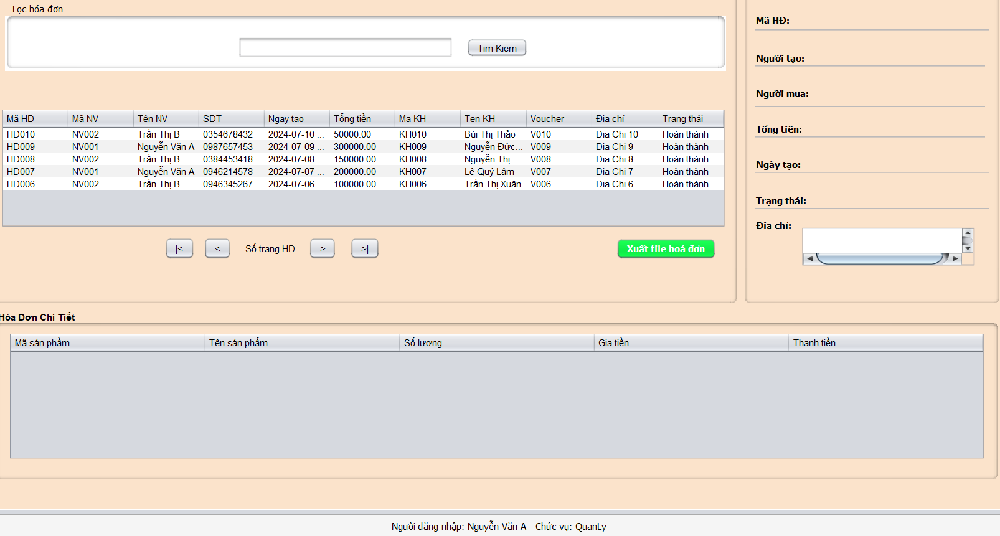 Lọc hóa đơn
Tim Kiem
Mã HD Mã NV Tên NV SDT Ngay tạo Tổng tiền Ma KH Ten KH Voucher Địa chỉ Trạng thái
HD010 NV002 Trần Thị B 0354678432 2024-07-10 ... 50000.00 KH010 Bùi Thị Thảo V010 Dia Chi 10 Hoàn thành
HD009 NV001 Nguyễn Văn A 0987657453 2024-07-09 ... 300000.00 KH009 Nguyễn Đức... V009 Dia Chi 9 Hoàn thành
HD008 NV002 Trần Thị B 0384453418 2024-07-08 ... 150000.00 KH008 Nguyễn Thị ... V008 Dia Chi 8 Hoàn thành
HD007 NV001 Nguyễn Văn A 0946214578 2024-07-07 ... 200000.00 KH007 Lê Quý Lâm V007 Dia Chi 7 Hoàn thành
HD006 NV002 Trần Thị B 0946345267 2024-07-06 ... 100000.00 KH006 Trần Thị Xuân V006 Dia Chi 6 Hoàn thành
|< < Số trang HD > >| Xuất file hoá đơn
Mã HĐ:
Người tạo:
Người mua:
Tổng tiền:
Ngày tạo:
Trạng thái:
Đia chỉ:
Hóa Đơn Chi Tiết
Mã sản phầm Tên sản phẩm Số lượng Gia tiền Thanh tiền
Người đăng nhập: Nguyễn Văn A - Chức vụ: QuanLy